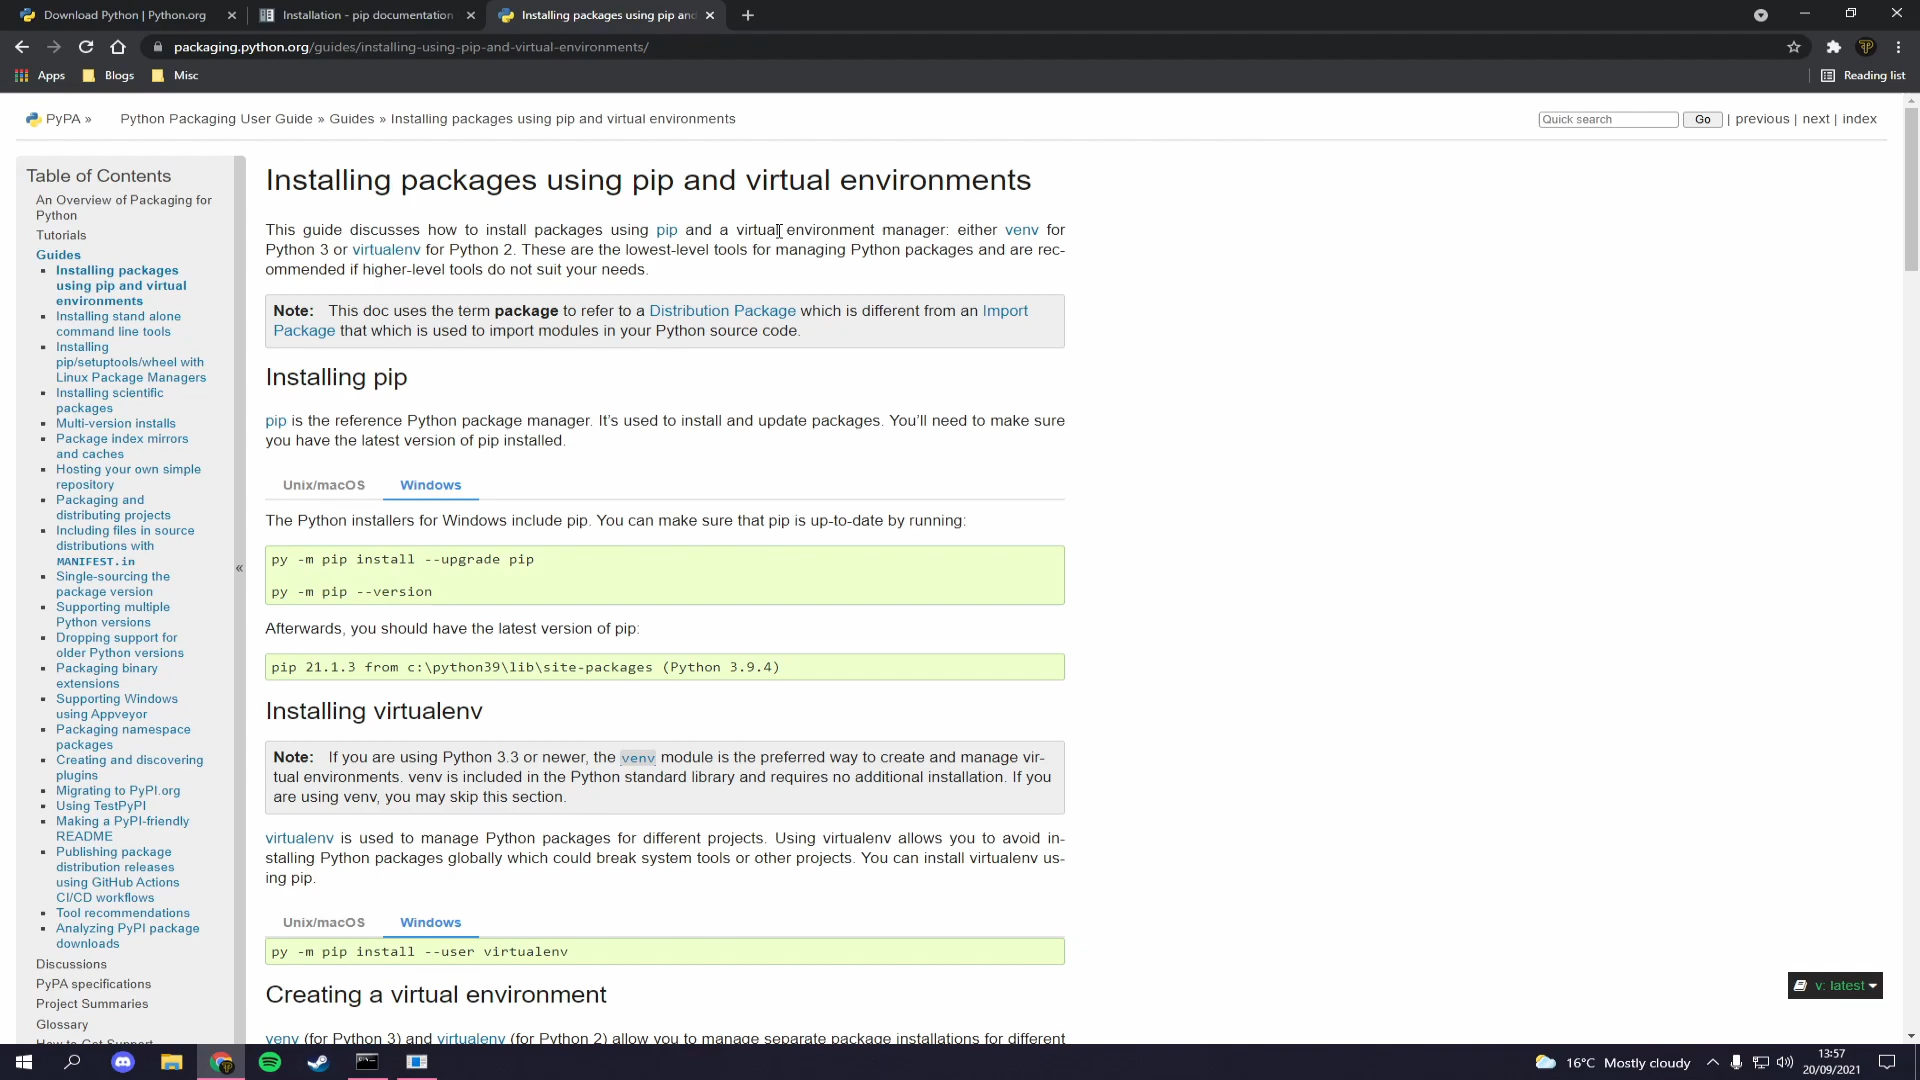 Download Python | Python.org
Installation - pip documentation
Installing packages using pip and
packaging.python.org/guides/installing-using-pip-and-virtual-environments/
Apps
Blogs
Misc
Reading list
PyPA »
Python Packaging User Guide » Guides » Installing packages using pip and virtual environments
Quick search
Go
| previous | next | index
Table of Contents
An Overview of Packaging for
Python
Tutorials
Guides
Installing packages
using pip and virtual
environments
Installing stand alone
command line tools
Installing
pip/setuptools/wheel with
Linux Package Managers
Installing scientific
packages
Multi-version installs
Package index mirrors
and caches
Hosting your own simple
repository
Packaging and
distributing projects
Including files in source
distributions with
MANIFEST.in
Single-sourcing the
package version
Supporting multiple
Python versions
Dropping support for
older Python versions
Packaging binary
extensions
Supporting Windows
using Appveyor
Packaging namespace
packages
Creating and discovering
plugins
Migrating to PyPI.org
Using TestPyPI
Making a PyPI-friendly
README
Publishing package
distribution releases
using GitHub Actions
CI/CD workflows
Tool recommendations
Analyzing PyPI package
downloads
Discussions
PyPA specifications
Project Summaries
Glossary
How to Get Support
«
Installing packages using pip and virtual environments
This guide discusses how to install packages using pip and a virtual environment manager: either venv for
Python 3 or virtualenv for Python 2. These are the lowest-level tools for managing Python packages and are rec-
ommended if higher-level tools do not suit your needs.
Note: This doc uses the term package to refer to a Distribution Package which is different from an Import
Package that which is used to import modules in your Python source code.
Installing pip
pip is the reference Python package manager. It’s used to install and update packages. You’ll need to make sure
you have the latest version of pip installed.
Unix/macOS Windows
The Python installers for Windows include pip. You can make sure that pip is up-to-date by running:
py -m pip install --upgrade pip
py -m pip --version
Afterwards, you should have the latest version of pip:
pip 21.1.3 from c:\python39\lib\site-packages (Python 3.9.4)
Installing virtualenv
Note: If you are using Python 3.3 or newer, the venv module is the preferred way to create and manage vir-
tual environments. venv is included in the Python standard library and requires no additional installation. If you
are using venv, you may skip this section.
virtualenv is used to manage Python packages for different projects. Using virtualenv allows you to avoid in-
stalling Python packages globally which could break system tools or other projects. You can install virtualenv us-
ing pip.
Unix/macOS Windows
py -m pip install --user virtualenv
Creating a virtual environment
venv (for Python 3) and virtualenv (for Python 2) allow you to manage separate package installations for different
v: latest
16°C Mostly cloudy
13:57
20/09/2021